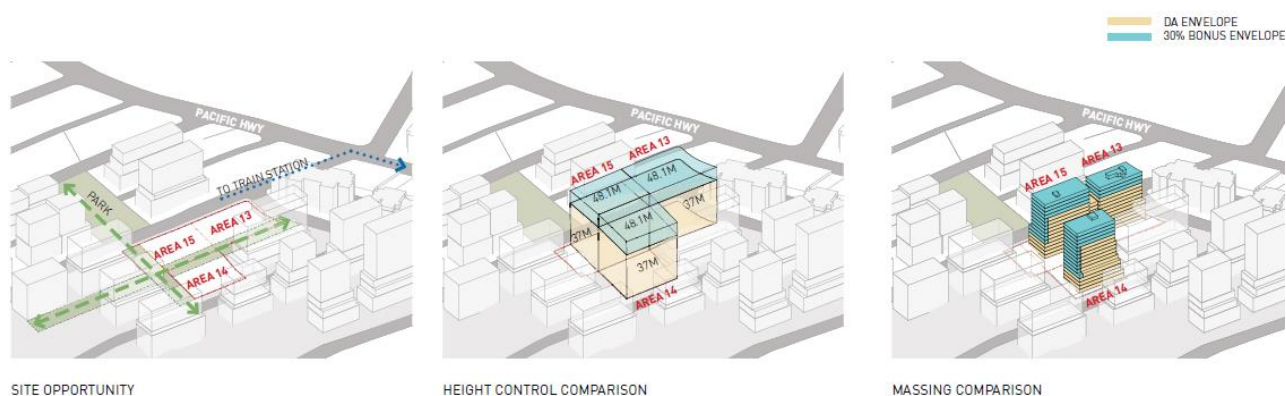 DA ENVELOPE
30% BONUS ENVELOPE
PACIFIC HWY
TO TRAIN STATION
PARK
AREA 13
AREA 15
AREA 14
SITE OPPORTUNITY
PACIFIC HWY
AREA 13
AREA 15
48.1M
48.1M
37M
48.1M
37M
37M
AREA 14
HEIGHT CONTROL COMPARISON
PACIFIC HWY
AREA 13
AREA 15
AREA 14
MASSING COMPARISON